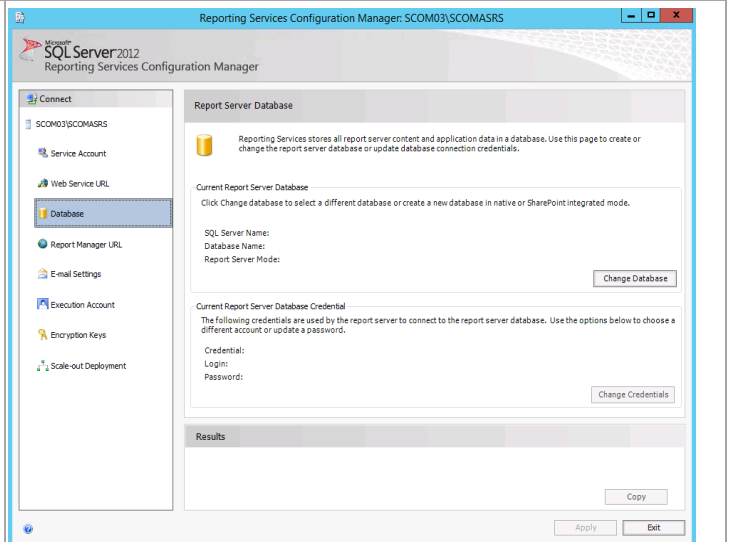 Reporting Services Configuration Manager: SCOM03\SCOMASRS
Microsoft
SQL Server 2012
Reporting Services Configuration Manager
Connect
SCOM03\SCOMASRS
Service Account
Web Service URL
Database
Report Manager URL
E-mail Settings
Execution Account
Encryption Keys
Scale-out Deployment
Report Server Database
Reporting Services stores all report server content and application data in a database. Use this page to create or
change the report server database or update database connection credentials.
Current Report Server Database
Click Change database to select a different database or create a new database in native or SharePoint integrated mode.
SQL Server Name:
Database Name:
Report Server Mode:
Change Database
Current Report Server Database Credential
The following credentials are used by the report server to connect to the report server database. Use the options below to choose a
different account or update a password.
Credential:
Login:
Password:
Change Credentials
Results
Copy
Apply
Exit